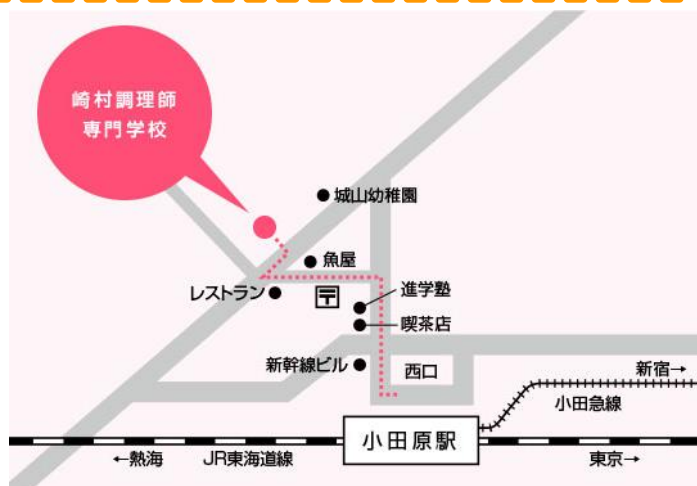 崎村調理師
専門学校
城山幼稚園
魚屋
レストラン
〒
進学塾
喫茶店
新幹線ビル
西口
新宿→
小田急線
小田原駅
←熱海
JR東海道線
東京→